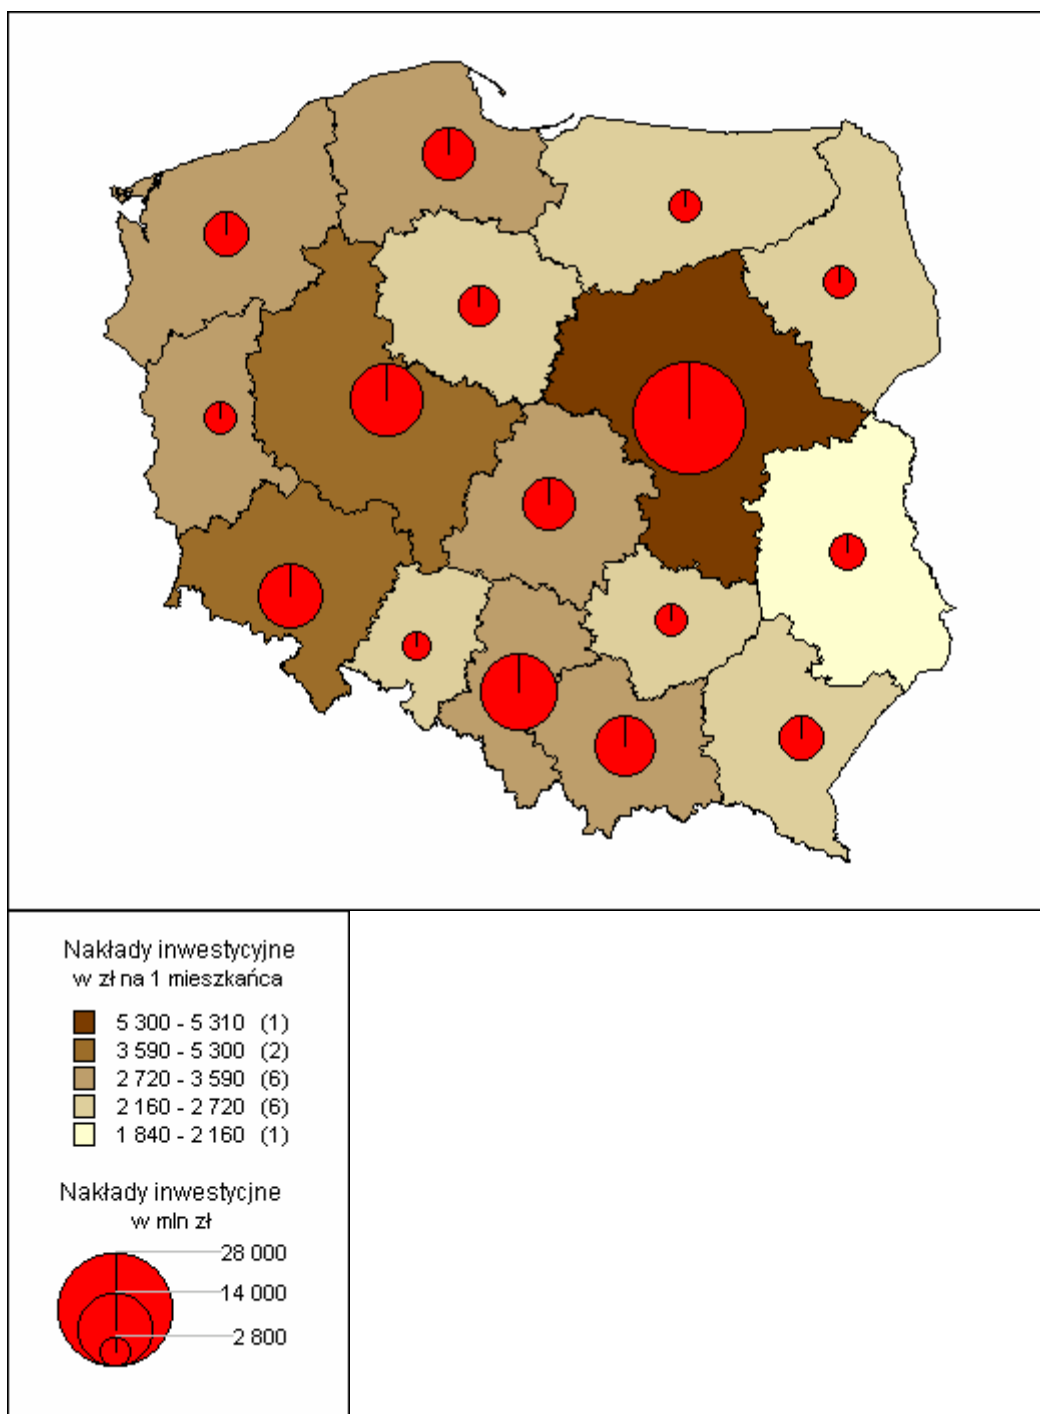 Nakłady inwestycyjne
w zł na 1 mieszkańca
5 300 - 5 310 (1)
3 590 - 5 300 (2)
2 720 - 3 590 (6)
2 160 - 2 720 (6)
1 840 - 2 160 (1)
Nakłady inwestycjne
w mln zł
28 000
14 000
2 800